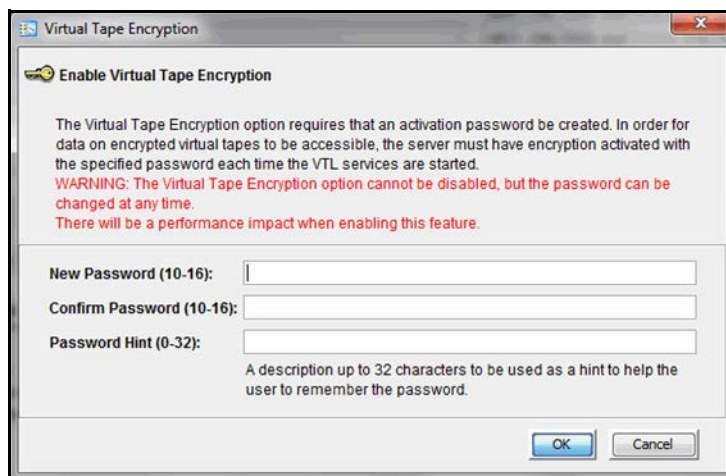 Virtual Tape Encryption
Enable Virtual Tape Encryption
The Virtual Tape Encryption option requires that an activation password be created. In order for
data on encrypted virtual tapes to be accessible, the server must have encryption activated with
the specified password each time the VTL services are started.
WARNING: The Virtual Tape Encryption option cannot be disabled, but the password can be
changed at any time.
There will be a performance impact when enabling this feature.
New Password (10-16):
Confirm Password (10-16):
Password Hint (0-32):
A description up to 32 characters to be used as a hint to help the
user to remember the password.
OK Cancel